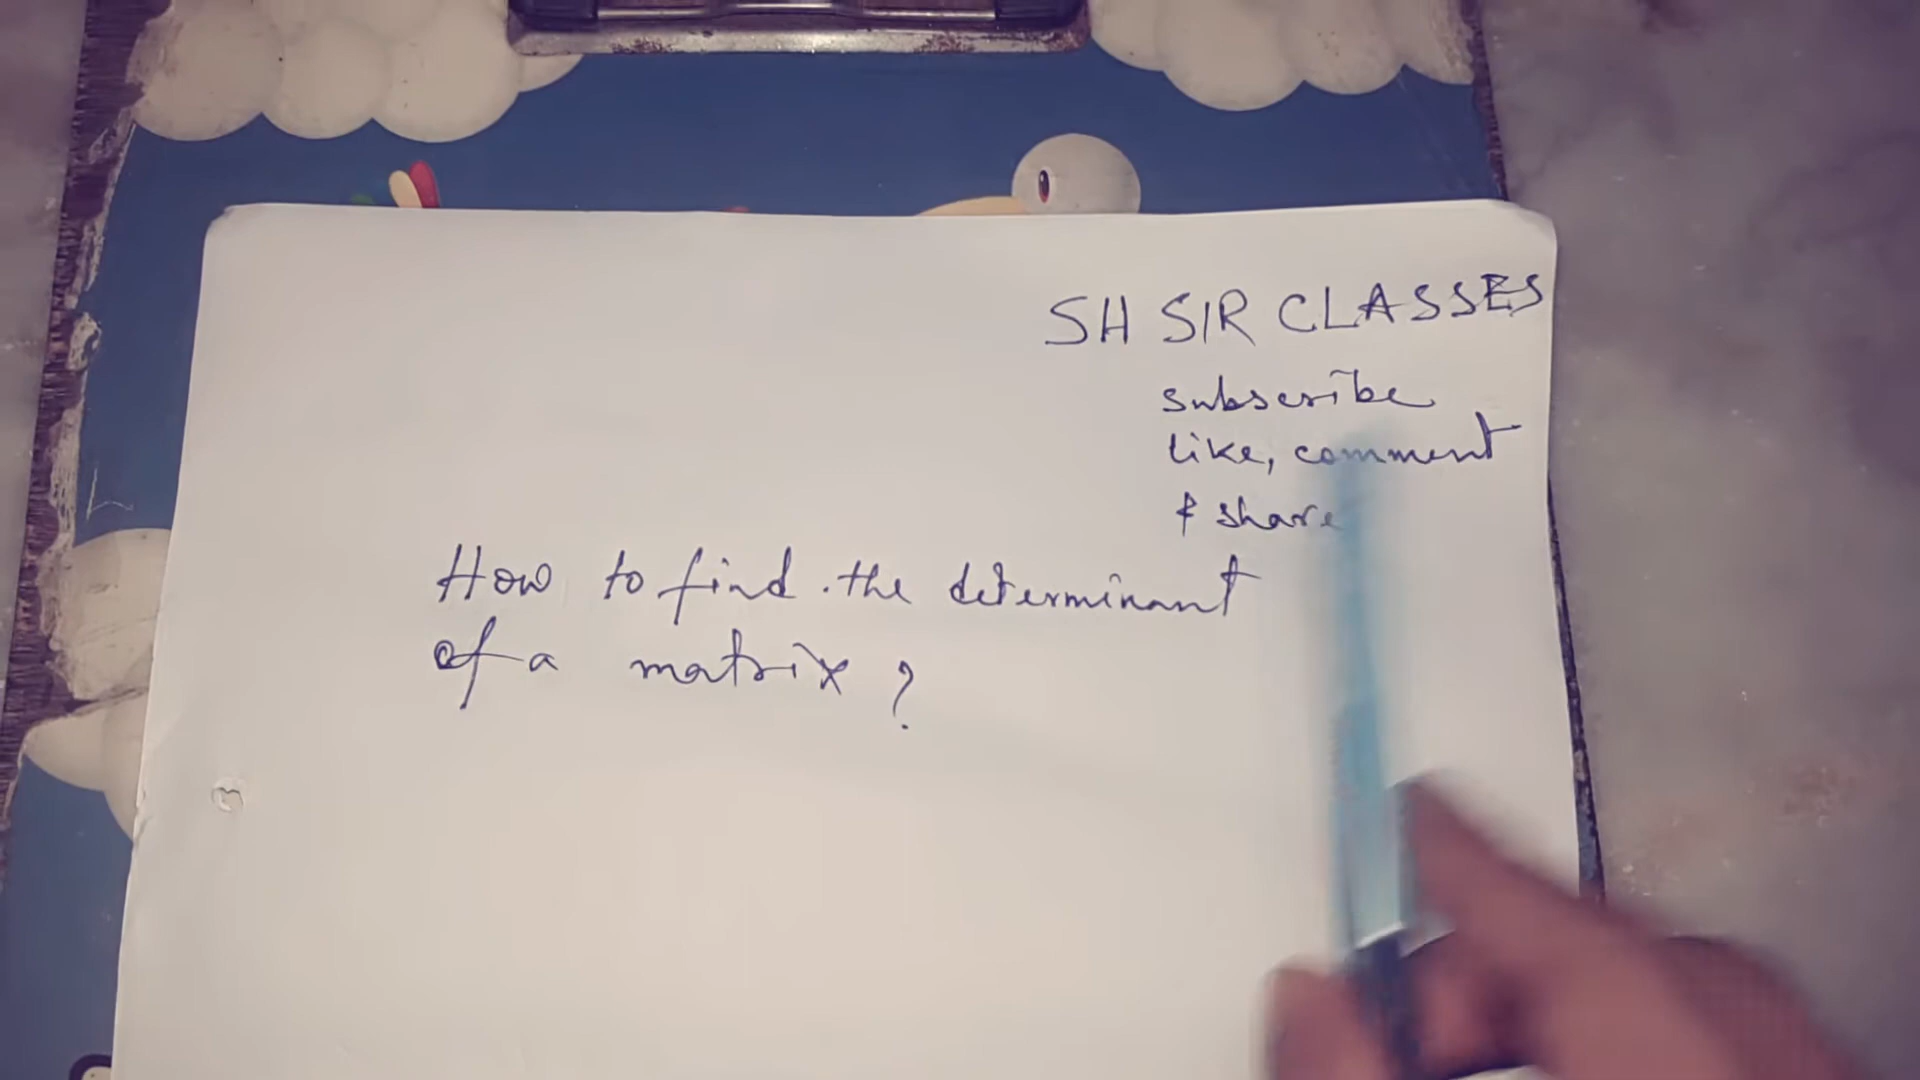 SH SIR CLASSES
subscribe
like, comment
& share
How to find the determinant
of a matrix?